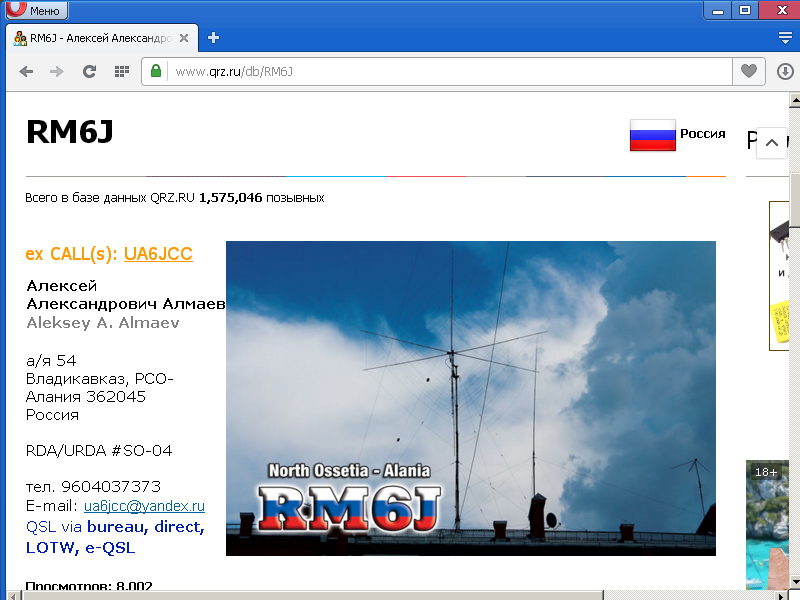 Меню
RM6J - Алексей Александро
www.qrz.ru/db/RM6J
RM6J
Россия
Всего в базе данных QRZ.RU 1,575,046 позывных
ex CALL(s): UA6JCC
Алексей
Александрович Алмаев
Aleksey A. Almaev
а/я 54
Владикавказ, РСО-
Алания 362045
Россия
RDA/URDA #SO-04
тел. 9604037373
E-mail: ua6jcc@yandex.ru
QSL via bureau, direct,
LOTW, e-QSL
Просмотров: 8,002
North Ossetia - Alania
RM6J
18+